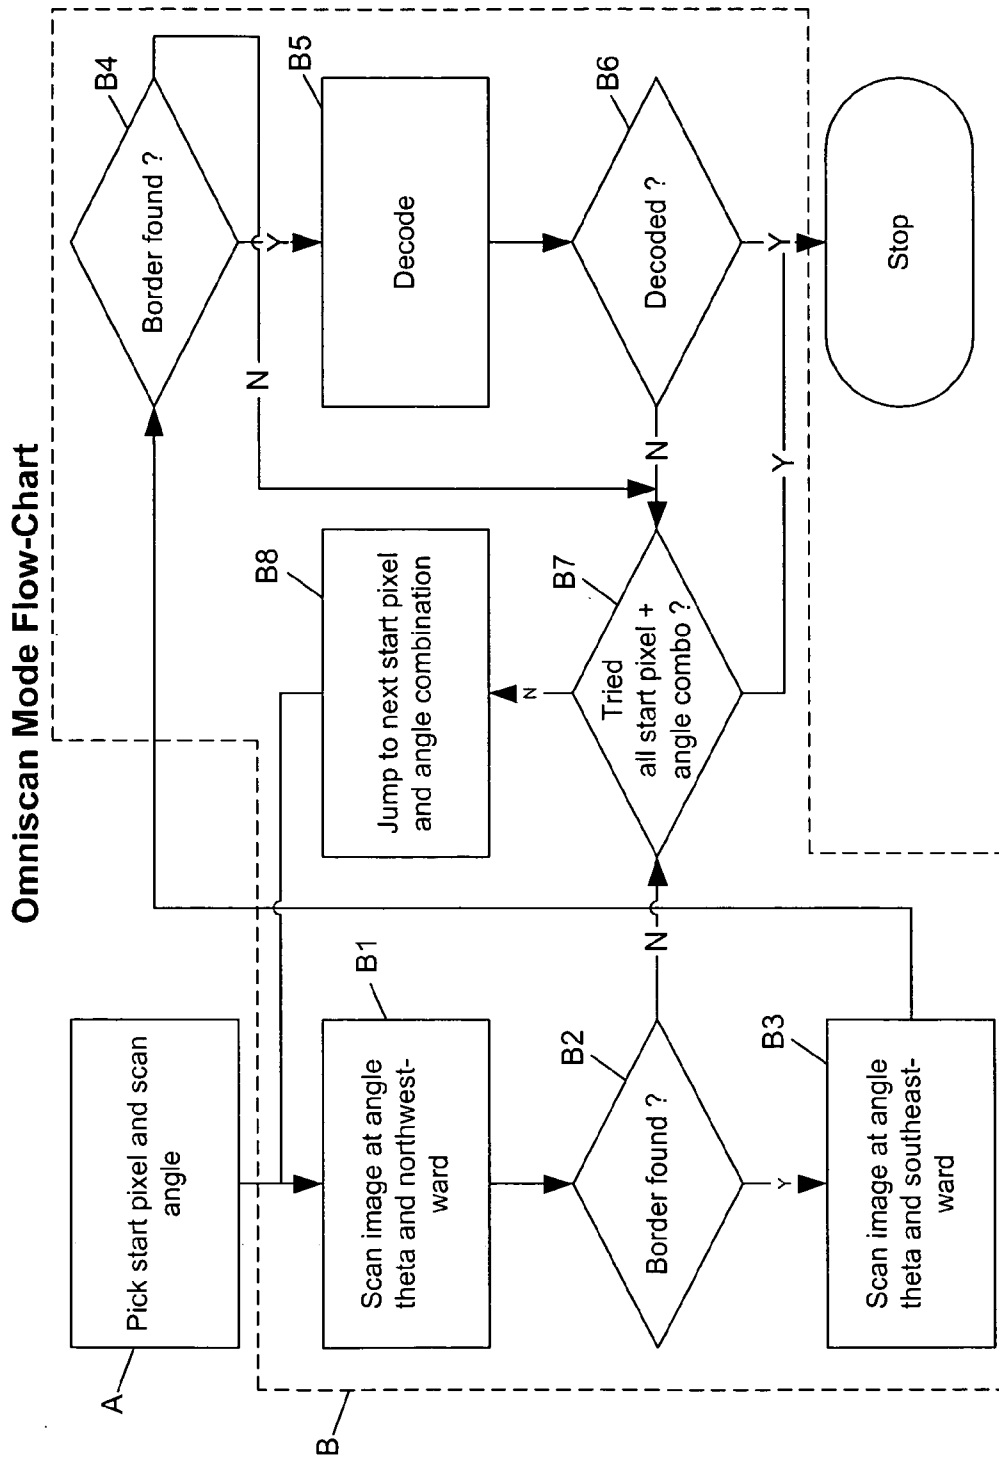 Omniscan Mode Flow-Chart
A
Pick start pixel and scan
angle
B
B1
Scan image at angle
theta and northwest-
ward
B2
Border found ?
N
Y
B3
Scan image at angle
theta and southeast-
ward
B4
Border found ?
N
Y
B5
Decode
B6
Decoded ?
N
Y
B7
Tried
all start pixel +
angle combo ?
N
Y
B8
Jump to next start pixel
and angle combination
Stop